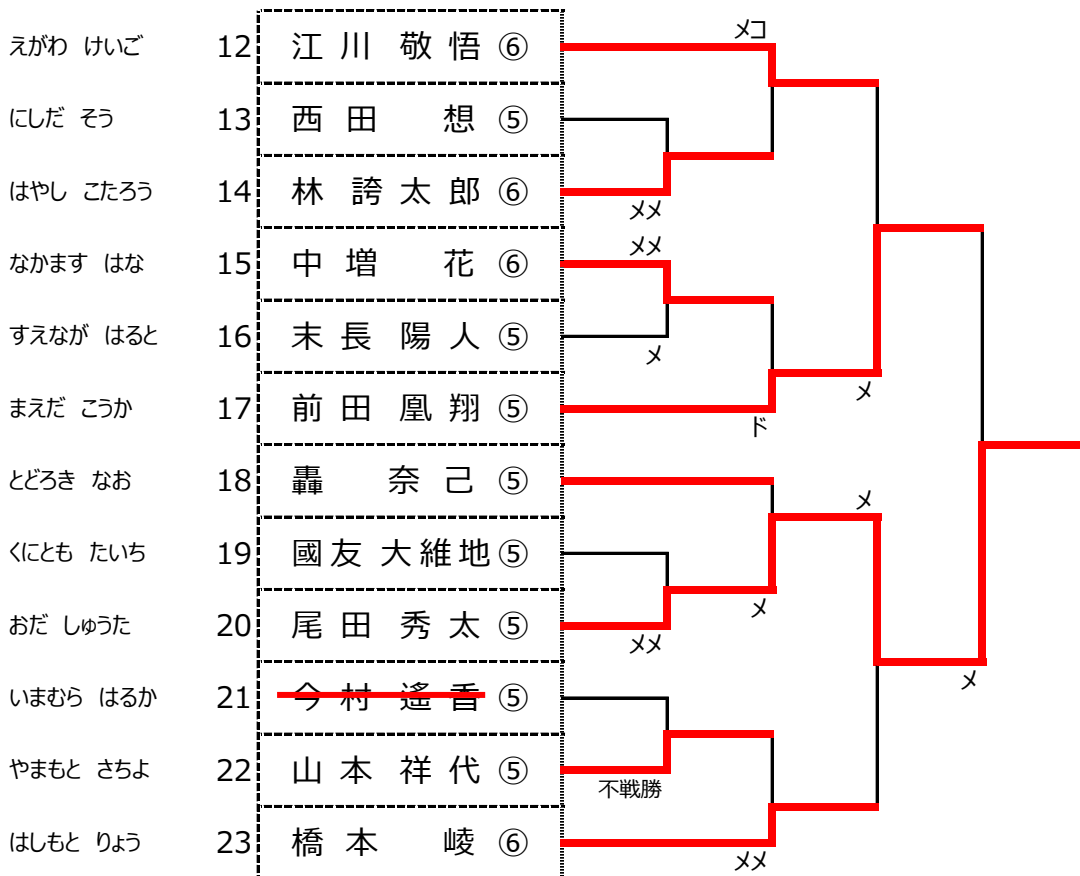 えがわ けいご 12 江川 敬悟 ⑥ メコ
にしだ そう 13 西田 想 ⑤
はやし こたろう 14 林 誇太郎 ⑥ メメ
なかます はな 15 中増 花 ⑥ メメ
すえなが はると 16 末長 陽人 ⑤ メ
まえだ こうか 17 前田 凰翔 ⑤ ド メ
とどろき なお 18 轟 奈己 ⑤ メ
くにとも たいち 19 國友 大維地 ⑤
おだ しゅうた 20 尾田 秀太 ⑤ メメ メ
いまむら はるか 21 今村 遙香 ⑤ メ
やまもと さちよ 22 山本 祥代 ⑤ 不戦勝
はしもと りょう 23 橋本 崚 ⑥ メメ